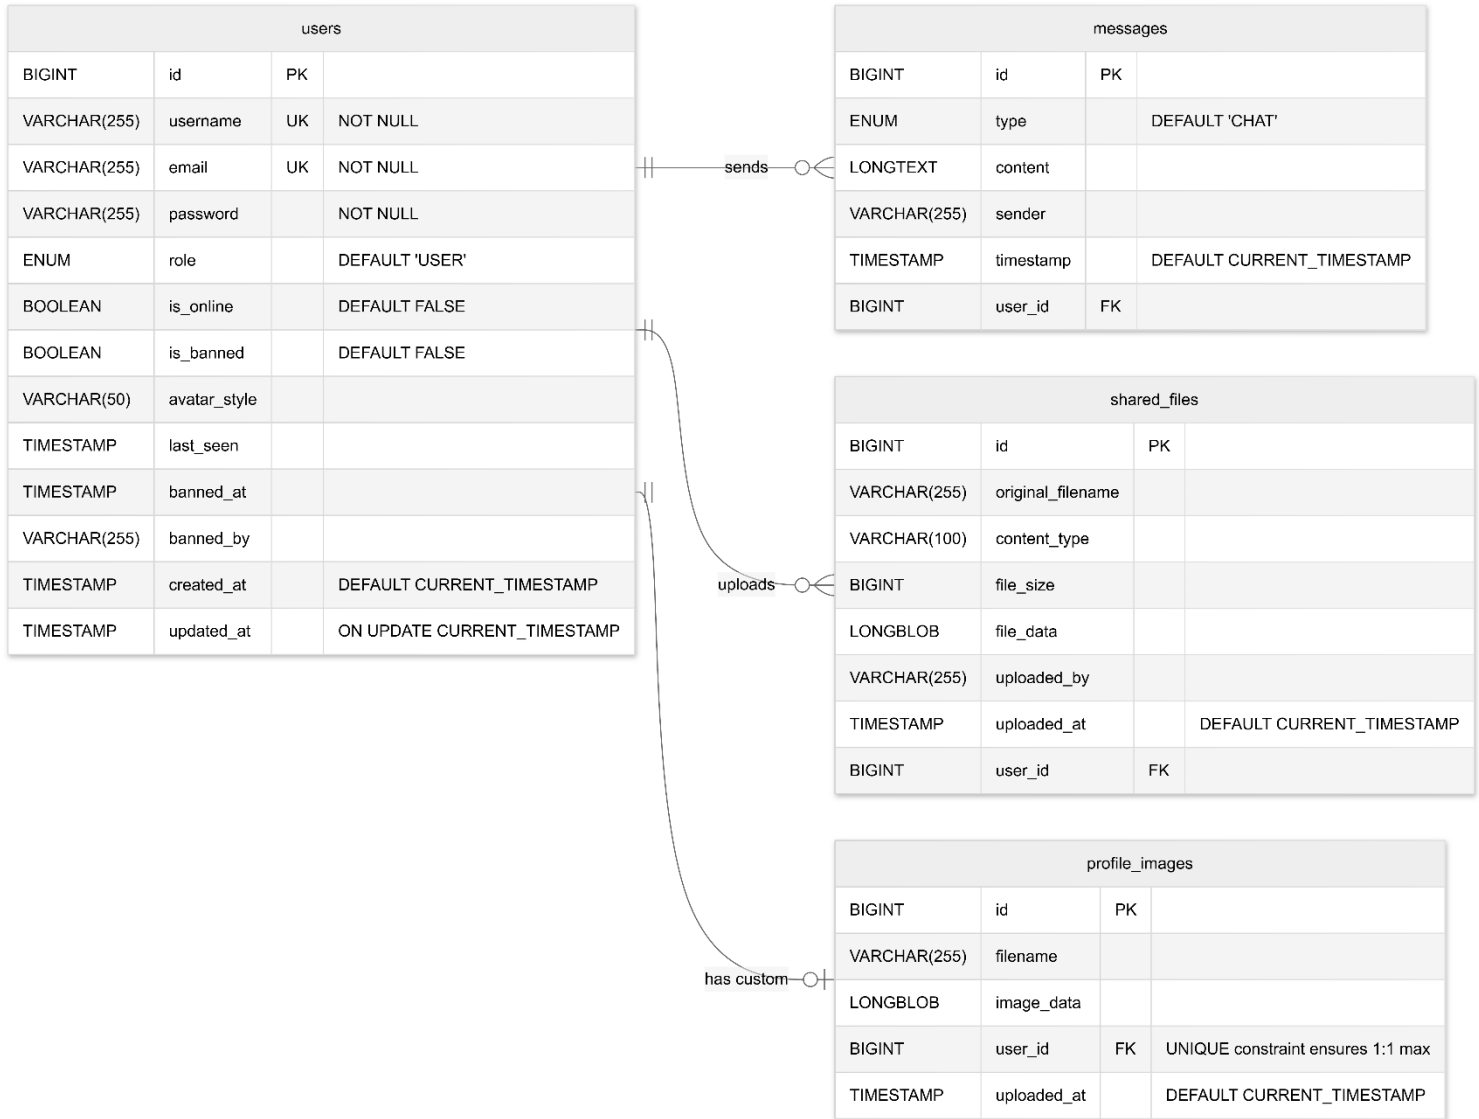 users
BIGINT id PK
VARCHAR(255) username UK NOT NULL
VARCHAR(255) email UK NOT NULL
VARCHAR(255) password NOT NULL
ENUM role DEFAULT 'USER'
BOOLEAN is_online DEFAULT FALSE
BOOLEAN is_banned DEFAULT FALSE
VARCHAR(50) avatar_style
TIMESTAMP last_seen
TIMESTAMP banned_at
VARCHAR(255) banned_by
TIMESTAMP created_at DEFAULT CURRENT_TIMESTAMP
TIMESTAMP updated_at ON UPDATE CURRENT_TIMESTAMP
sends
uploads
has custom
messages
BIGINT id PK
ENUM type DEFAULT 'CHAT'
LONGTEXT content
VARCHAR(255) sender
TIMESTAMP timestamp DEFAULT CURRENT_TIMESTAMP
BIGINT user_id FK
shared_files
BIGINT id PK
VARCHAR(255) original_filename
VARCHAR(100) content_type
BIGINT file_size
LONGBLOB file_data
VARCHAR(255) uploaded_by
TIMESTAMP uploaded_at DEFAULT CURRENT_TIMESTAMP
BIGINT user_id FK
profile_images
BIGINT id PK
VARCHAR(255) filename
LONGBLOB image_data
BIGINT user_id FK UNIQUE constraint ensures 1:1 max
TIMESTAMP uploaded_at DEFAULT CURRENT_TIMESTAMP